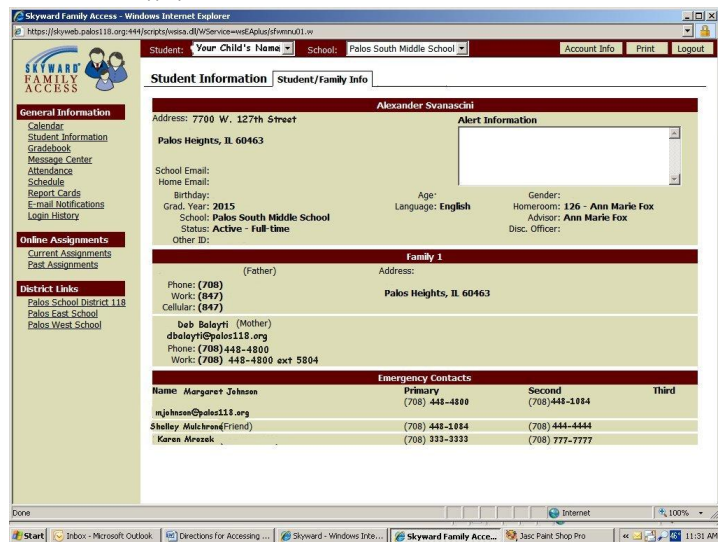 Skyward Family Access - Windows Internet Explorer
https://skyweb.palos118.org:444/scripts/wsisa.dll/WService=wsEAplus/sfwmnu01.w
Student: Your Child's Name School: Palos South Middle School Account Info Print Logout
SKYWARD
FAMILY
ACCESS
Student Information Student/Family Info
General Information
Calendar
Student Information
Gradebook
Message Center
Attendance
Schedule
Report Cards
E-mail Notifications
Login History
Online Assignments
Current Assignments
Past Assignments
District Links
Palos School District 118
Palos East School
Palos West School
Alexander Svanascini
Address: 7700 W. 127th Street Alert Information
Palos Heights, IL 60463
School Email:
Home Email:
Birthday: Age: Gender:
Grad. Year: 2015 Language: English Homeroom: 126 - Ann Marie Fox
School: Palos South Middle School Advisor: Ann Marie Fox
Status: Active - Full-time Disc. Officer:
Other ID:
Family 1
(Father) Address:
Phone: (708)
Work: (847) Palos Heights, IL 60463
Cellular: (847)
Deb Balayti (Mother)
dbalayti@palos118.org
Phone: (708) 448-4800
Work: (708) 448-4800 ext 5804
Emergency Contacts
Name Margaret Johnson Primary Second Third
(708) 448-4800 (708) 448-1084
mjohnson@palos118.org
Shelley Mulchrone (Friend) (708) 448-1084 (708) 444-4444
Karen Mrozek (708) 333-3333 (708) 777-7777
Done Internet 100%
Start Inbox - Microsoft Outlook Directions for Accessing ... Skyward - Windows Inte... Skyward Family Acce... Jasc Paint Shop Pro 46 11:31 AM